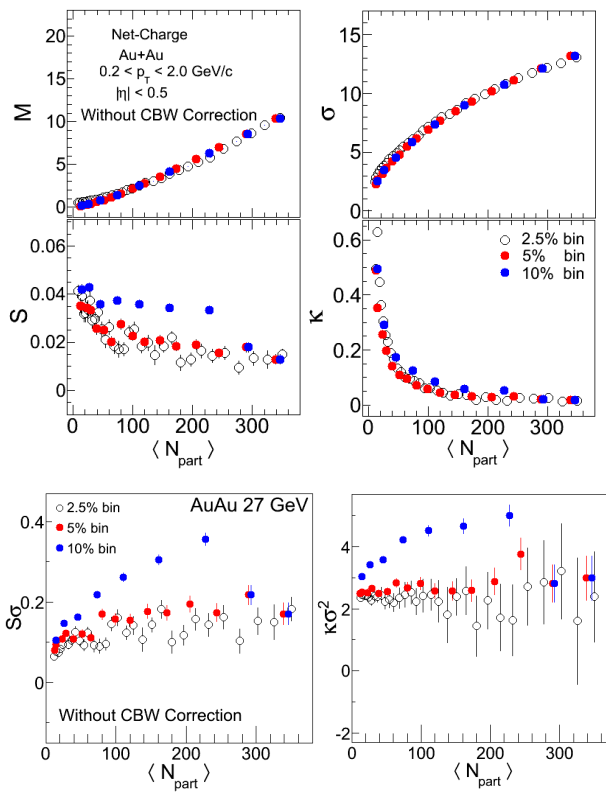 Net-Charge
Au+Au
0.2 < p_T < 2.0 GeV/c
|η| < 0.5
Without CBW Correction
M
20
15
10
5
0
σ
15
10
5
0
S
0.06
0.04
0.02
0
0 100 200 300
⟨ N_part ⟩
κ
2.5% bin
5% bin
10% bin
0.6
0.4
0.2
0
0 100 200 300
⟨ N_part ⟩
AuAu 27 GeV
2.5% bin
5% bin
10% bin
Sσ
0.4
0.2
0
Without CBW Correction
0 100 200 300
⟨ N_part ⟩
κσ²
4
2
0
-2
0 100 200 300
⟨ N_part ⟩